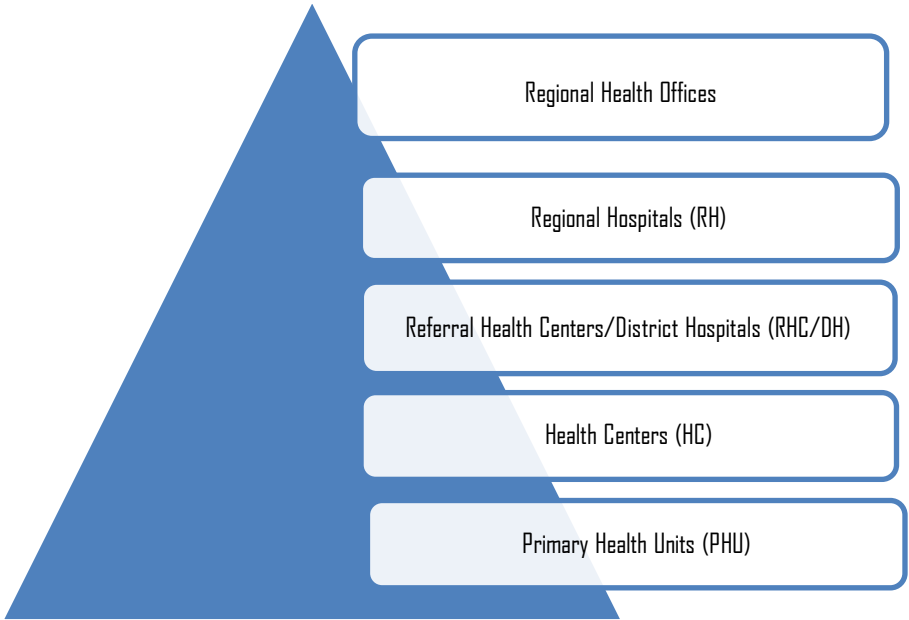 Regional Health Offices
Regional Hospitals (RH)
Referral Health Centers/District Hospitals (RHC/DH)
Health Centers (HC)
Primary Health Units (PHU)